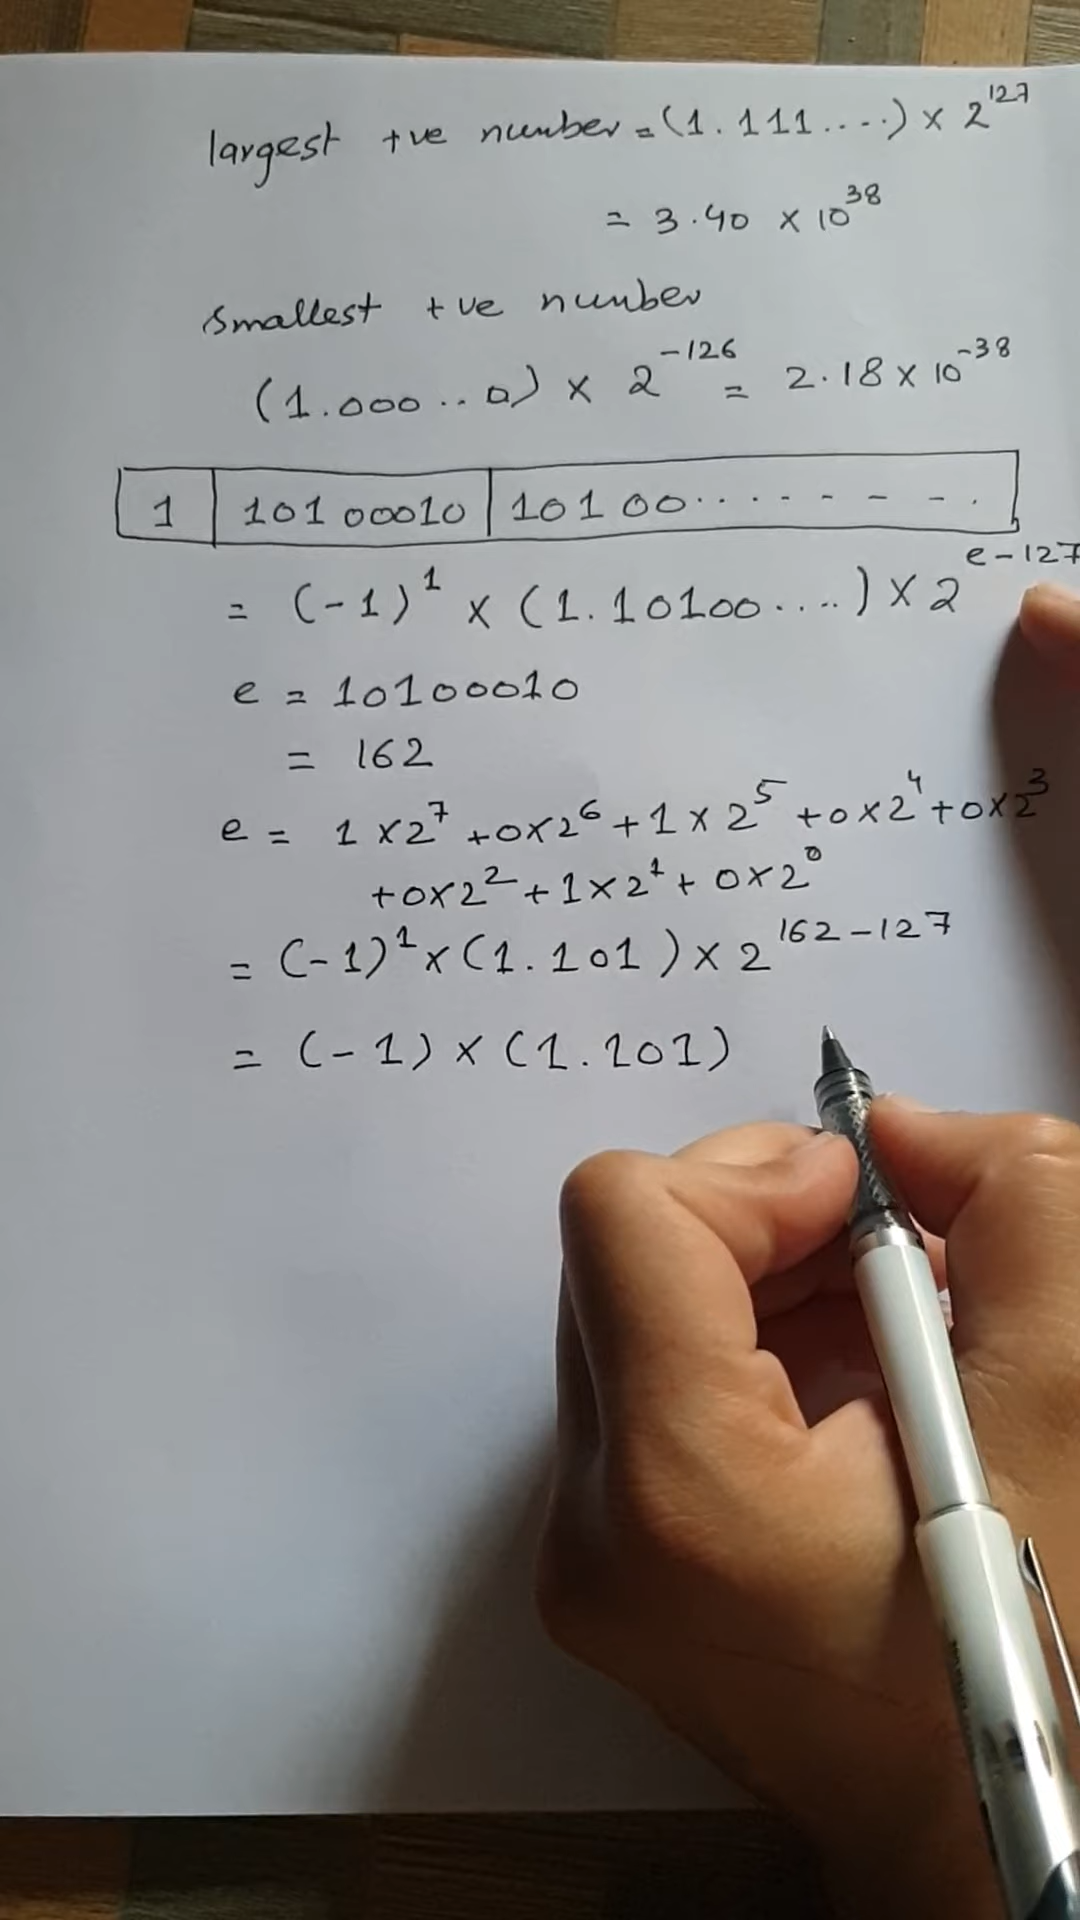 largest +ve number = (1.111....) × 2^127
= 3.40 × 10^38
smallest +ve number
(1.000...0) × 2^-126 = 2.18 × 10^-38
1 | 10100010 | 10100.........
= (-1)^1 × (1.10100.....) × 2^e-127
e = 10100010
= 162
e = 1×2^7 +0×2^6 +1×2^5 +0×2^4 +0×2^3
+0×2^2 +1×2^1 + 0×2^0
= (-1)^1 × (1.101) × 2^162-127
= (-1) × (1.101)